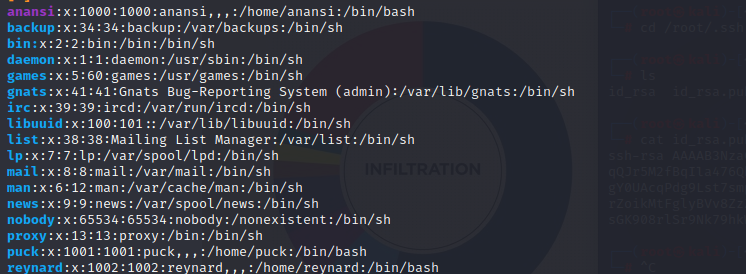 anansi:x:1000:1000:anansi,,,:/home/anansi:/bin/bash
backup:x:34:34:backup:/var/backups:/bin/sh
bin:x:2:2:bin:/bin:/bin/sh
daemon:x:1:1:daemon:/usr/sbin:/bin/sh
games:x:5:60:games:/usr/games:/bin/sh
gnats:x:41:41:Gnats Bug-Reporting System (admin):/var/lib/gnats:/bin/sh
irc:x:39:39:ircd:/var/run/ircd:/bin/sh
libuuid:x:100:101::/var/lib/libuuid:/bin/sh
list:x:38:38:Mailing List Manager:/var/list:/bin/sh
lp:x:7:7:lp:/var/spool/lpd:/bin/sh
mail:x:8:8:mail:/var/mail:/bin/sh
man:x:6:12:man:/var/cache/man:/bin/sh
news:x:9:9:news:/var/spool/news:/bin/sh
nobody:x:65534:65534:nobody:/nonexistent:/bin/sh
proxy:x:13:13:proxy:/bin:/bin/sh
puck:x:1001:1001:puck,,,:/home/puck:/bin/bash
reynard:x:1002:1002:reynard,,,:/home/reynard:/bin/bash
INFILTRATION
cd /root/.ssh
ls
id_rsa id_rsa.pu
cat id_rsa.pu
ssh-rsa
^C